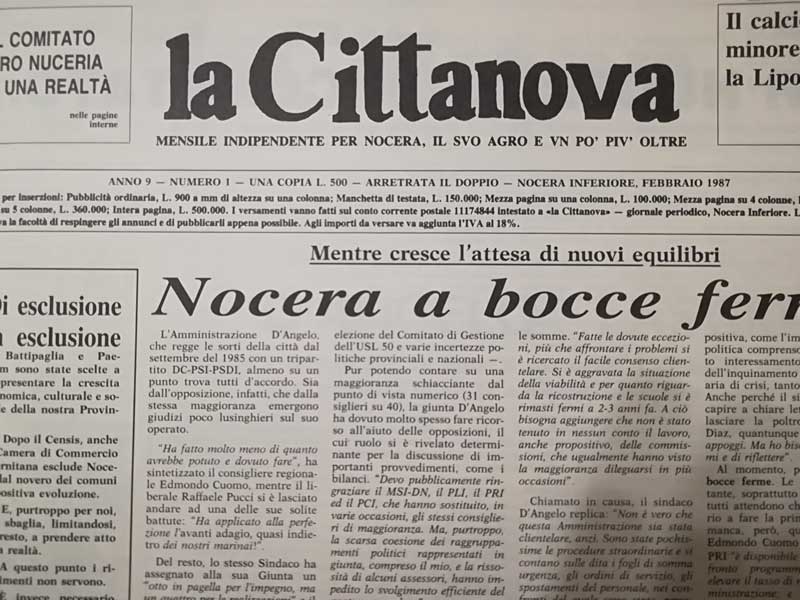 L COMITATO
RO NUCERIA
UNA REALTÀ
nelle pagine
interne
la Cittanova
MENSILE INDIPENDENTE PER NOCERA, IL SVO AGRO E VN PO' PIV' OLTRE
Il calci
minore
la Lipo
ANNO 9 — NUMERO 1 — UNA COPIA L. 500 — ARRETRATA IL DOPPIO — NOCERA INFERIORE, FEBBRAIO 1987
per inserzioni: Pubblicità ordinaria, L. 900 a mm di altezza su una colonna; Manchetta di testata, L. 150.000; Mezza pagina su una colonna, L. 100.000; Mezza pagina su 4 colonne,
su 5 colonne, L. 360.000; Intera pagina, L. 500.000. I versamenti vanno fatti sul conto corrente postale 11174844 intestato a «la Cittanova» — giornale periodico, Nocera Inferiore. L
va la facoltà di respingere gli annunci e di pubblicarli appena possibile. Agli importi da versare va aggiunta l'IVA al 18%.
di esclusione
esclusione
Battipaglia e Pae-
m sono state scelte a
presentare la crescita
nomica, culturale e so-
e della nostra Provin-
Dopo il Censis, anche
Camera di Commercio
rnitana esclude Noce-
dal novero dei comuni
ositiva evoluzione.
E, purtroppo per noi,
sbaglia, limitandosi,
resto, a prendere atto
a realtà.
A questo punto i ri-
imenti non servono.
È invece necessario
Mentre cresce l'attesa di nuovi equilibri
Nocera a bocce ferm
L'Amministrazione D'Angelo,
che regge le sorti della città dal
settembre del 1985 con un tripar-
tito DC-PSI-PSDI, almeno su un
punto trova tutti d'accordo. Sia
dall'opposizione, infatti, che dalla
stessa maggioranza emergono
giudizi poco lusinghieri sul suo
operato.
"Ha fatto molto meno di quanto
avrebbe potuto e dovuto fare", ha
sintetizzato il consigliere regiona-
le Edmondo Cuomo, mentre il li-
berale Raffaele Pucci si è lasciato
andare ad una delle sue solite
battute: "Ha applicato alla perfe-
zione l'avanti adagio, quasi indie-
tro dei nostri marinai!".
Del resto, lo stesso Sindaco ha
assegnato alla sua Giunta un
"otto in pagella per l'impegno, ma
elezione del Comitato di Gestione
dell'USL 50 e varie incertezze po-
litiche provinciali e nazionali —.
Pur potendo contare su una
maggioranza schiacciante dal
punto di vista numerico (31 con-
siglieri su 40), la giunta D'Angelo
ha dovuto molto spesso fare ricor-
so all'aiuto delle opposizioni, il
cui ruolo si è rivelato determi-
nante per la discussione di im-
portanti provvedimenti, come i
bilanci. "Devo pubblicamente rin-
graziare il MSI-DN, il PLI, il PRI
ed il PCI, che hanno sostituito, in
varie occasioni, gli stessi consiglie-
ri di maggioranza. Ma, purtroppo,
la scarsa coesione dei raggrup-
pamenti politici rappresentati in
giunta, compreso il mio, e la risso-
sità di alcuni assessori, hanno im-
pedito lo svolgimento efficiente del
le somme. "Fatte le dovute eccezio-
ni, più che affrontare i problemi si
è ricercato il facile consenso clien-
telare. Si è aggravata la situazione
della viabilità e per quanto riguar-
da la ricostruzione e le scuole si è
rimasti fermi a 2-3 anni fa. A ciò
bisogna aggiungere che non è stato
tenuto in nessun conto il lavoro,
anche propositivo, delle commis-
sioni, che ugualmente hanno visto
la maggioranza dileguarsi in più
occasioni".
Chiamato in causa, il sindaco
D'Angelo replica: "Non è vero che
questa Amministrazione sia stata
clientelare, anzi. Sono state pochis-
sime le procedure straordinarie e si
contano sulle dita i fogli di somma
urgenza, gli ordini di servizio, gli
spostamenti del personale, nei con-
positiva, come l'im
politica comprenso
to interessamento
dell'inquinamento
aria di crisi, tanto
Anche perché il si
capire a chiare let
lasciare la poltro
Diaz, quantunque
appagi. Ma ho bisc
mi e di riflettere".
Al momento, p
bocce ferme. Le
tante, soprattutto
tutti attendono ch
rio a fare la prim
manca, però, qu
Edmondo Cuomo
PRI "è disponibile
fronto programm
elevare il tasso di
ministrazione, e